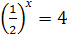 (1/2)^x = 4